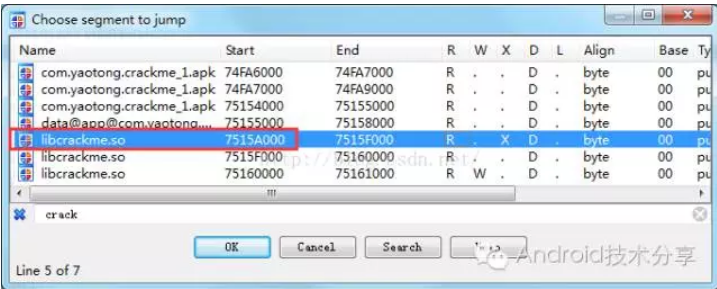 Choose segment to jump
Name Start End R W X D L Align Base Ty
com.yaotong.crackme_1.apk 74FA6000 74FA7000 R . . D . byte 00 pu
com.yaotong.crackme_1.apk 74FA7000 74FA9000 R . . D . byte 00 pu
com.yaotong.crackme_1.apk 75154000 75155000 R . . D . byte 00 pu
data@app@com.yaotong.... 75155000 75158000 R . . D . byte 00 pu
libcrackme.so 7515A000 7515F000 R . X D . byte 00 pu
libcrackme.so 7515F000 75160000 R . . D . byte 00 pu
libcrackme.so 75160000 75161000 R W . D . byte 00 pu
crack
OK Cancel Search
Android技术分享
Line 5 of 7